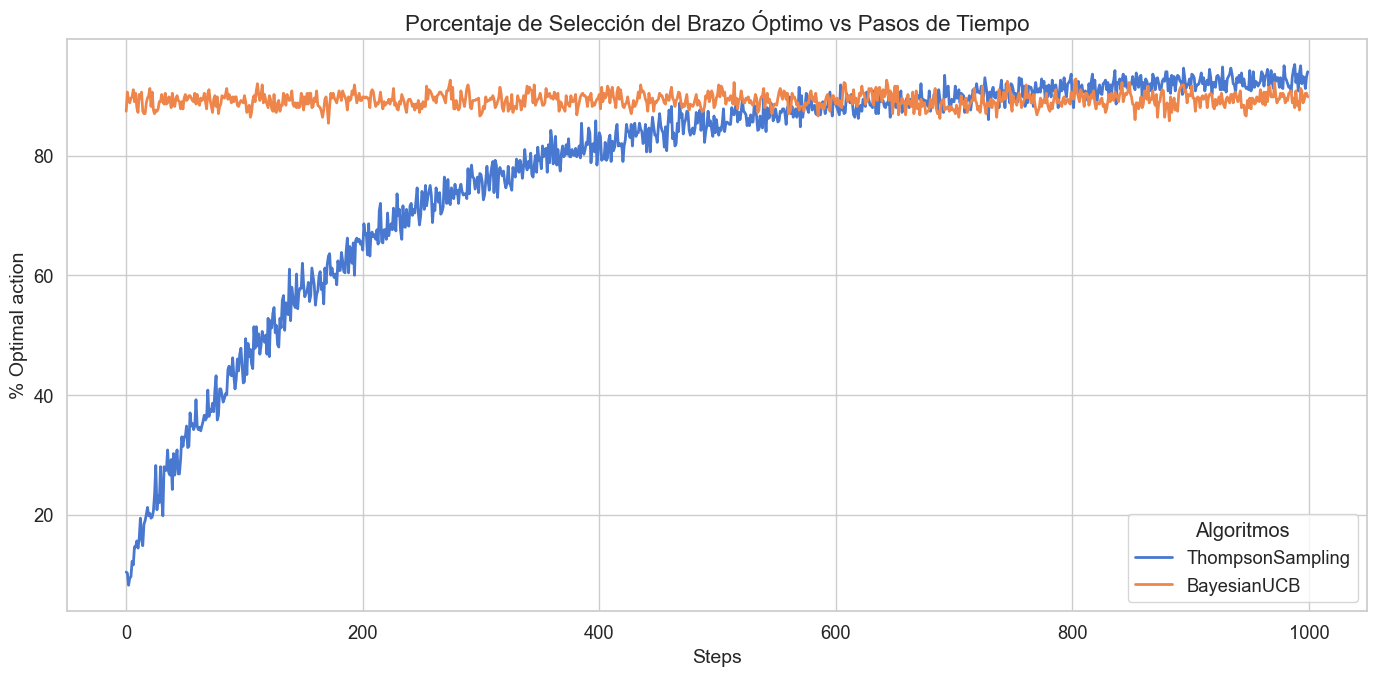 Porcentaje de Selección del Brazo Óptimo vs Pasos de Tiempo
% Optimal action
80
60
40
20
0
200
400
600
800
1000
Steps
Algoritmos
ThompsonSampling
BayesianUCB